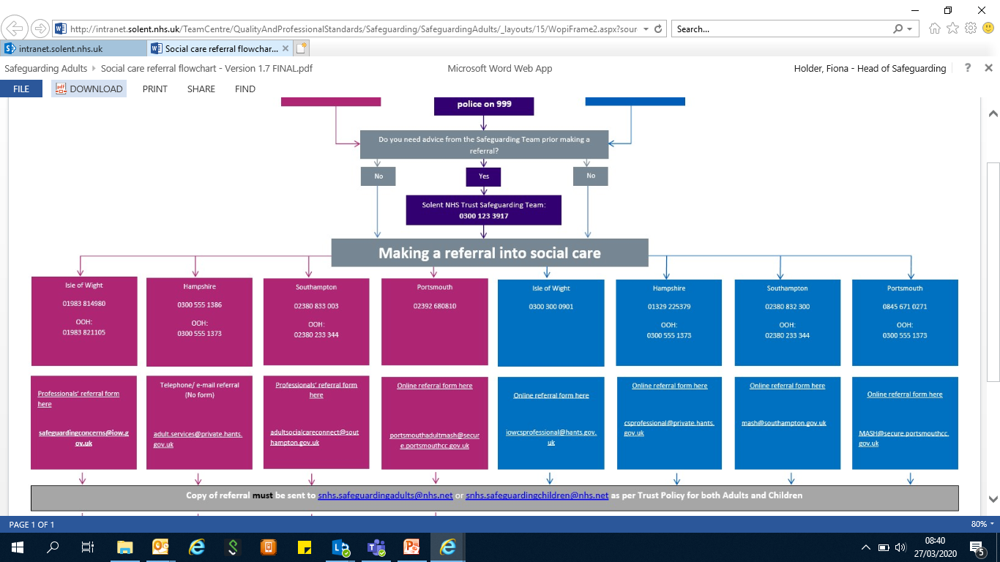 http://intranet.solent.nhs.uk/TeamCentre/QualityAndProfessionalStandards/Safeguarding/SafeguardingAdults/_layouts/15/WopiFrame2.aspx?sour
Search...
intranet.solent.nhs.uk
Social care referral flowchar...
Safeguarding Adults
Social care referral flowchart - Version 1.7 FINAL.pdf
Microsoft Word Web App
Holder, Fiona - Head of Safeguarding
?
FILE
DOWNLOAD
PRINT
SHARE
FIND
police on 999
Do you need advice from the Safeguarding Team prior making a
referral?
No
Yes
No
Solent NHS Trust Safeguarding Team:
0300 123 3917
Making a referral into social care
Isle of Wight
01983 814980
OOH:
01983 821105
Hampshire
0300 555 1386
OOH:
0300 555 1373
Southampton
02380 833 003
OOH:
02380 233 344
Portsmouth
02392 680810
Isle of Wight
0300 300 0901
Hampshire
01329 225379
OOH:
0300 555 1373
Southampton
02380 832 300
OOH:
02380 233 344
Portsmouth
0845 671 0271
OOH:
0300 555 1373
Professionals' referral form
here
safeguardingconcerns@iow.g
ov.uk
Telephone/ e-mail referral
(No form)
adult.services@private.hants.
gov.uk
Professionals' referral form
here
adultsocialcareconnect@sout
hampton.gov.uk
Online referral form here
portsmouthadultmash@secur
e.portsmouthcc.gov.uk
Online referral form here
iowcsprofessional@hants.gov.
uk
Online referral form here
csprofessional@private.hants.
gov.uk
Online referral form here
mash@southampton.gov.uk
Online referral form here
MASH@secure.portsmouthcc.
gov.uk
Copy of referral must be sent to snhs.safeguardingadults@nhs.net or snhs.safeguardingchildren@nhs.net as per Trust Policy for both Adults and Children
PAGE 1 OF 1
80%
08:40
27/03/2020
5